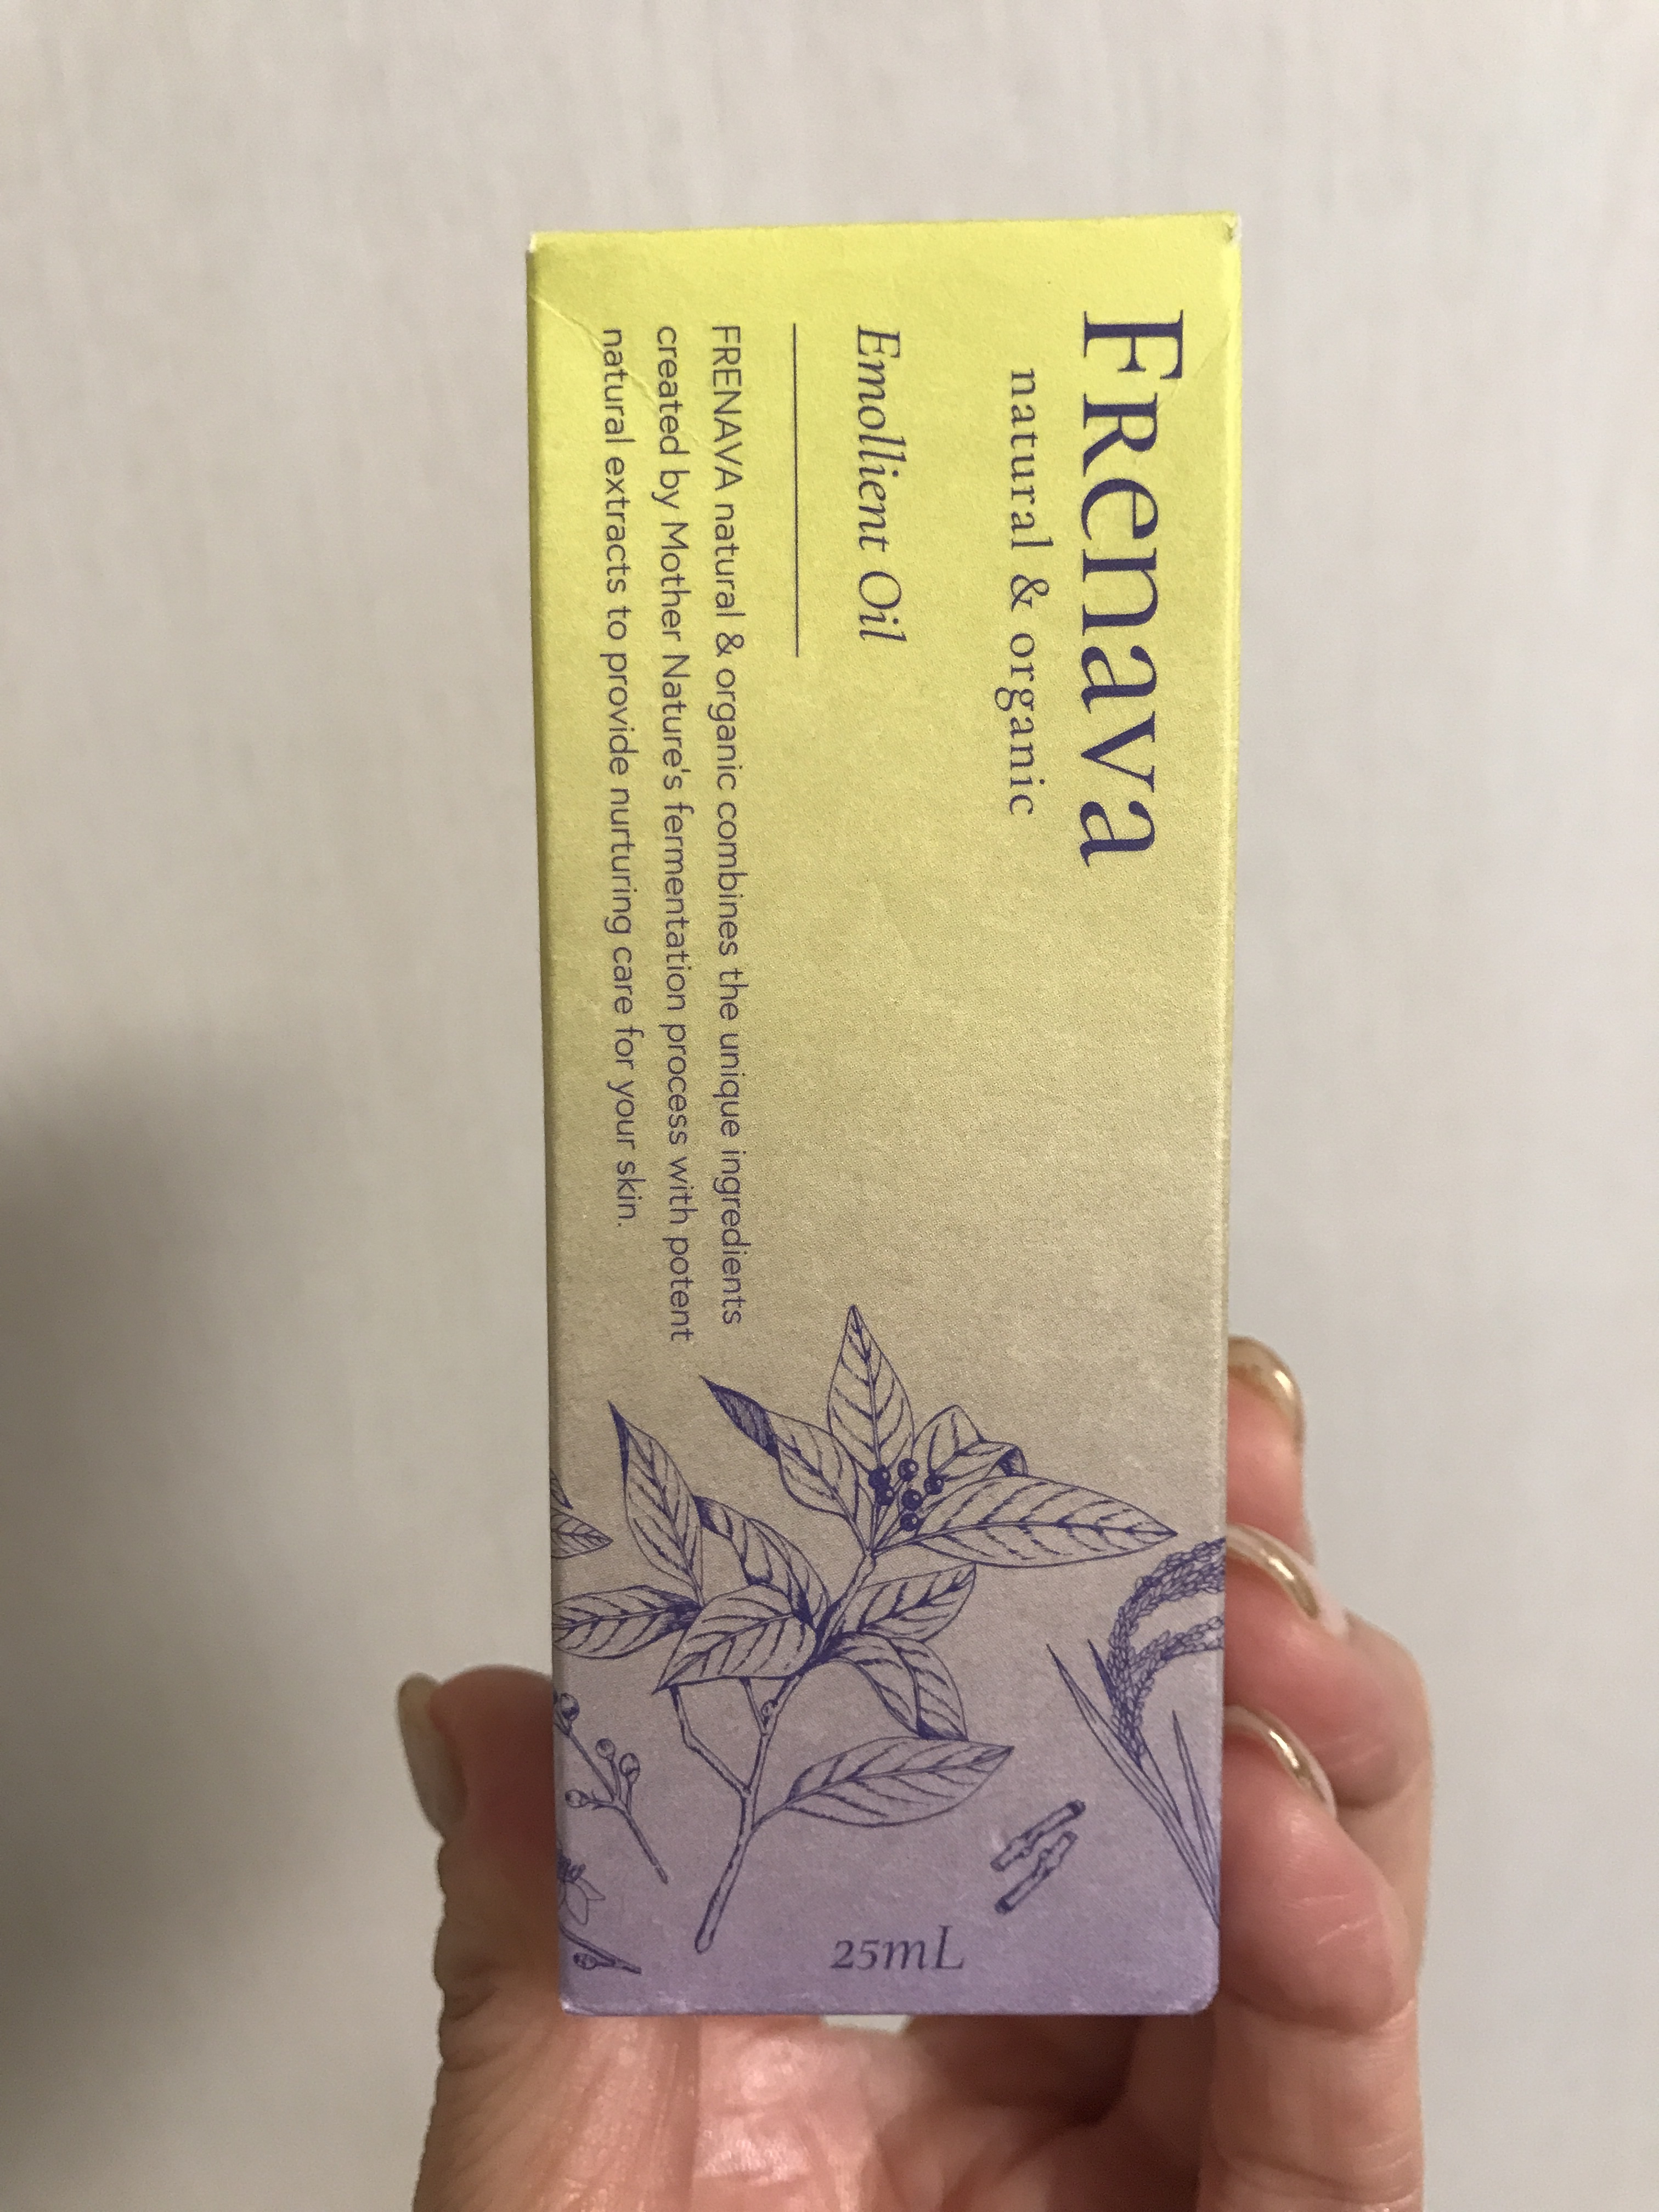 Frenava
natural & organic
Emollient Oil
FRENAVA natural & organic combines the unique ingredients
created by Mother Nature's fermentation process with potent
natural extracts to provide nurturing care for your skin.
25mL